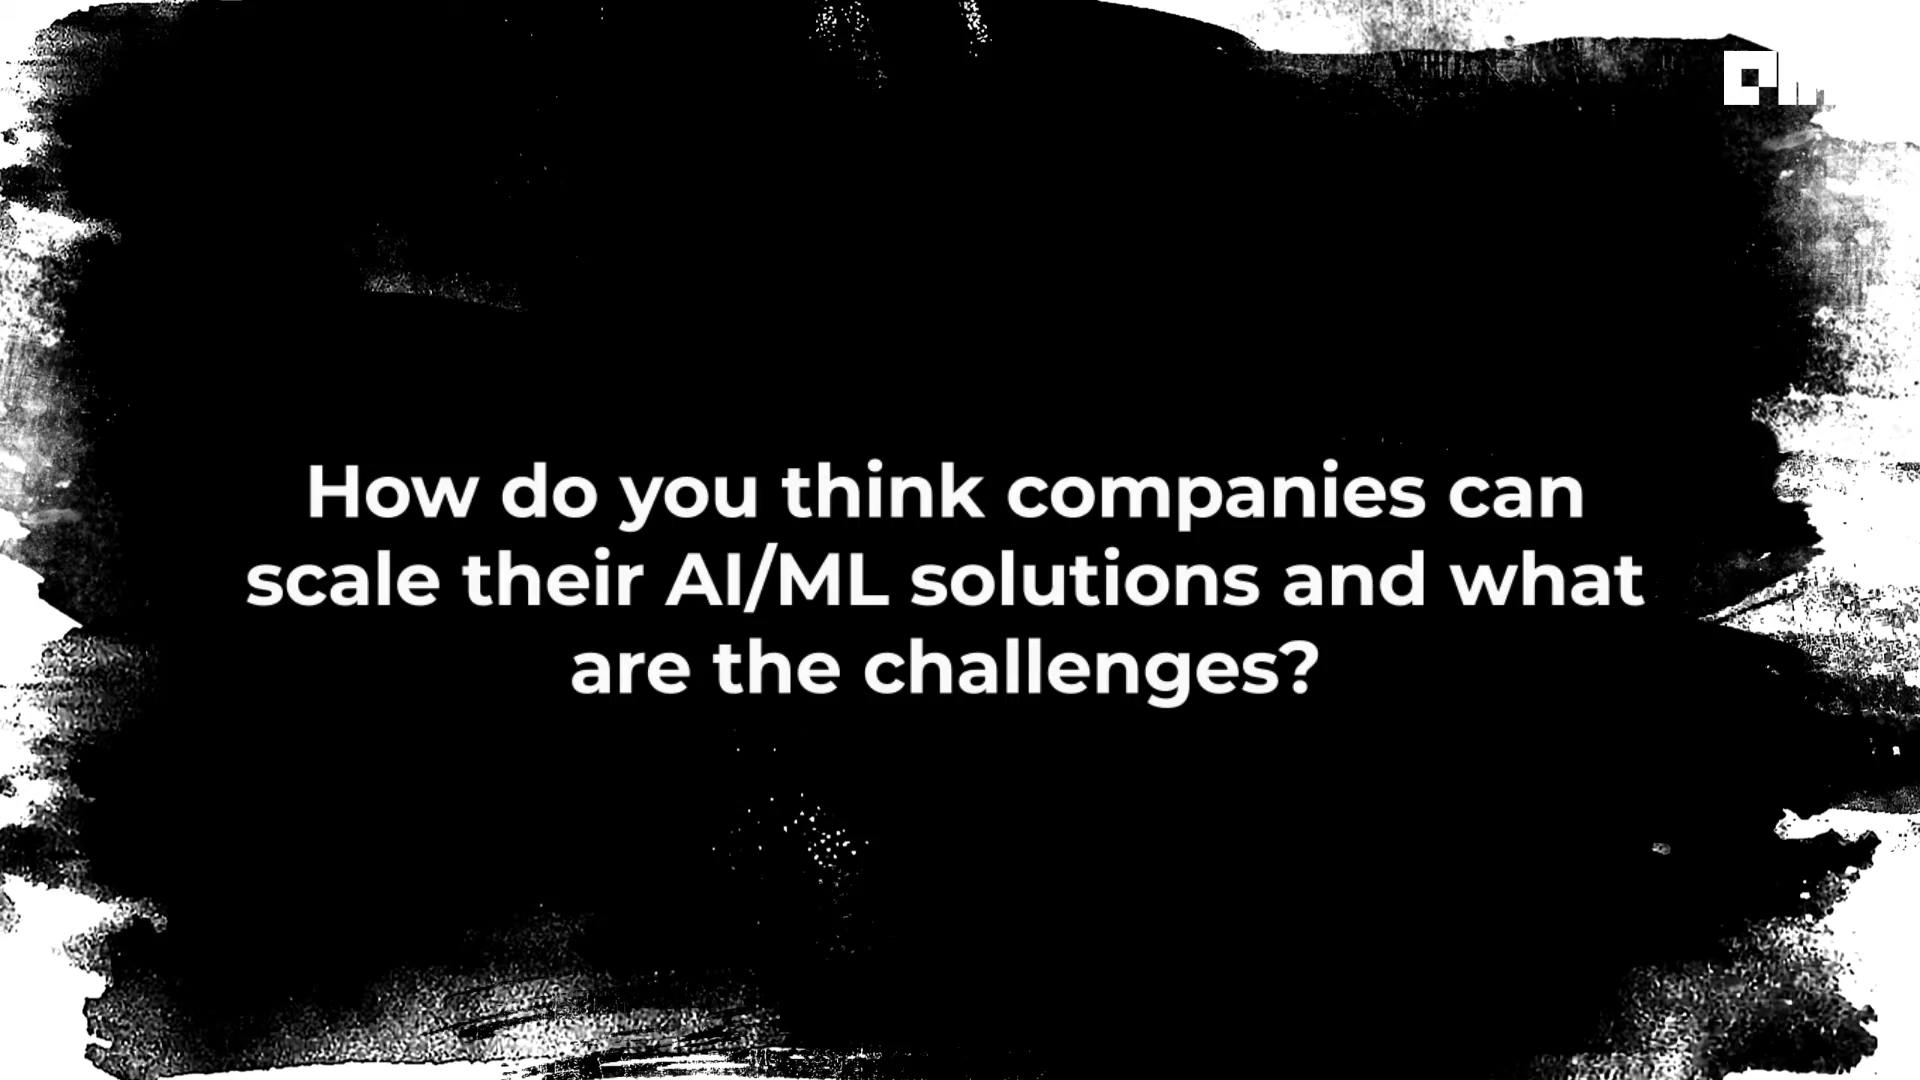 How do you think companies can
scale their AI/ML solutions and what
are the challenges?